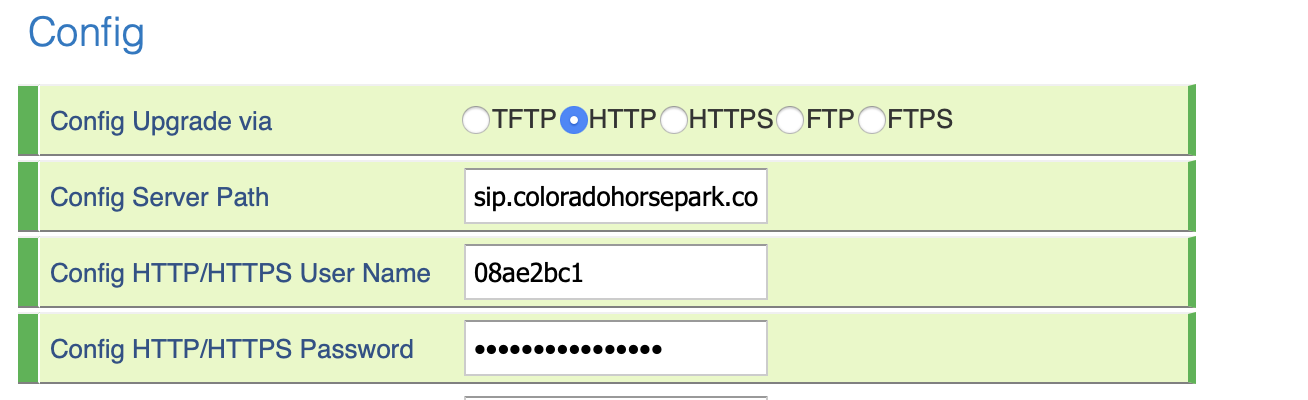 Config
Config Upgrade via TFTP HTTP HTTPS FTP FTPS
Config Server Path sip.coloradohorsepark.co
Config HTTP/HTTPS User Name 08ae2bc1
Config HTTP/HTTPS Password ••••••••••••••••